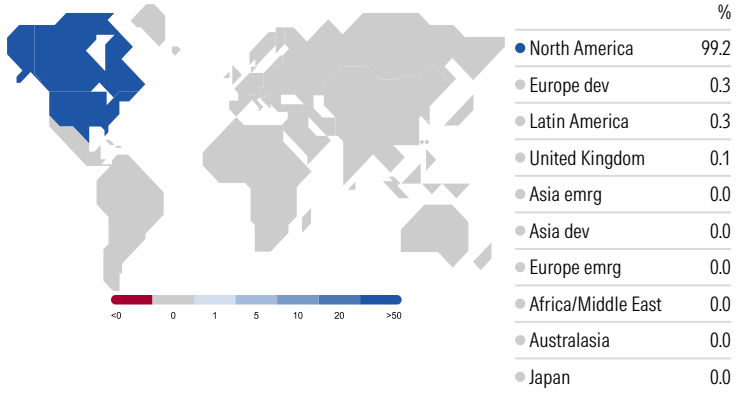 %
North America 99.2
Europe dev 0.3
Latin America 0.3
United Kingdom 0.1
Asia emrg 0.0
Asia dev 0.0
Europe emrg 0.0
Africa/Middle East 0.0
Australasia 0.0
Japan 0.0
<0 0 1 5 10 20 >50